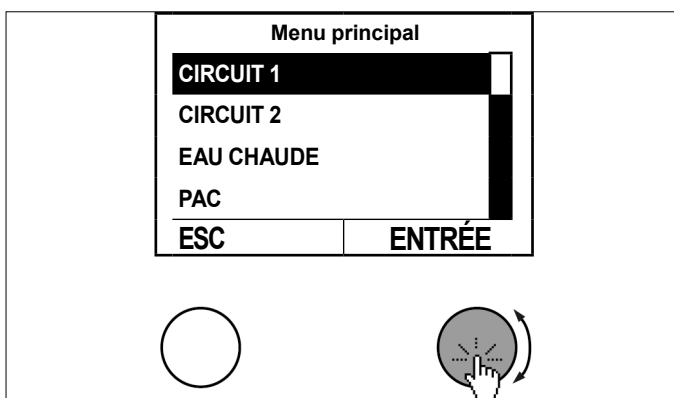 Menu principal
CIRCUIT 1
CIRCUIT 2
EAU CHAUDE
PAC
ESC ENTRÉE